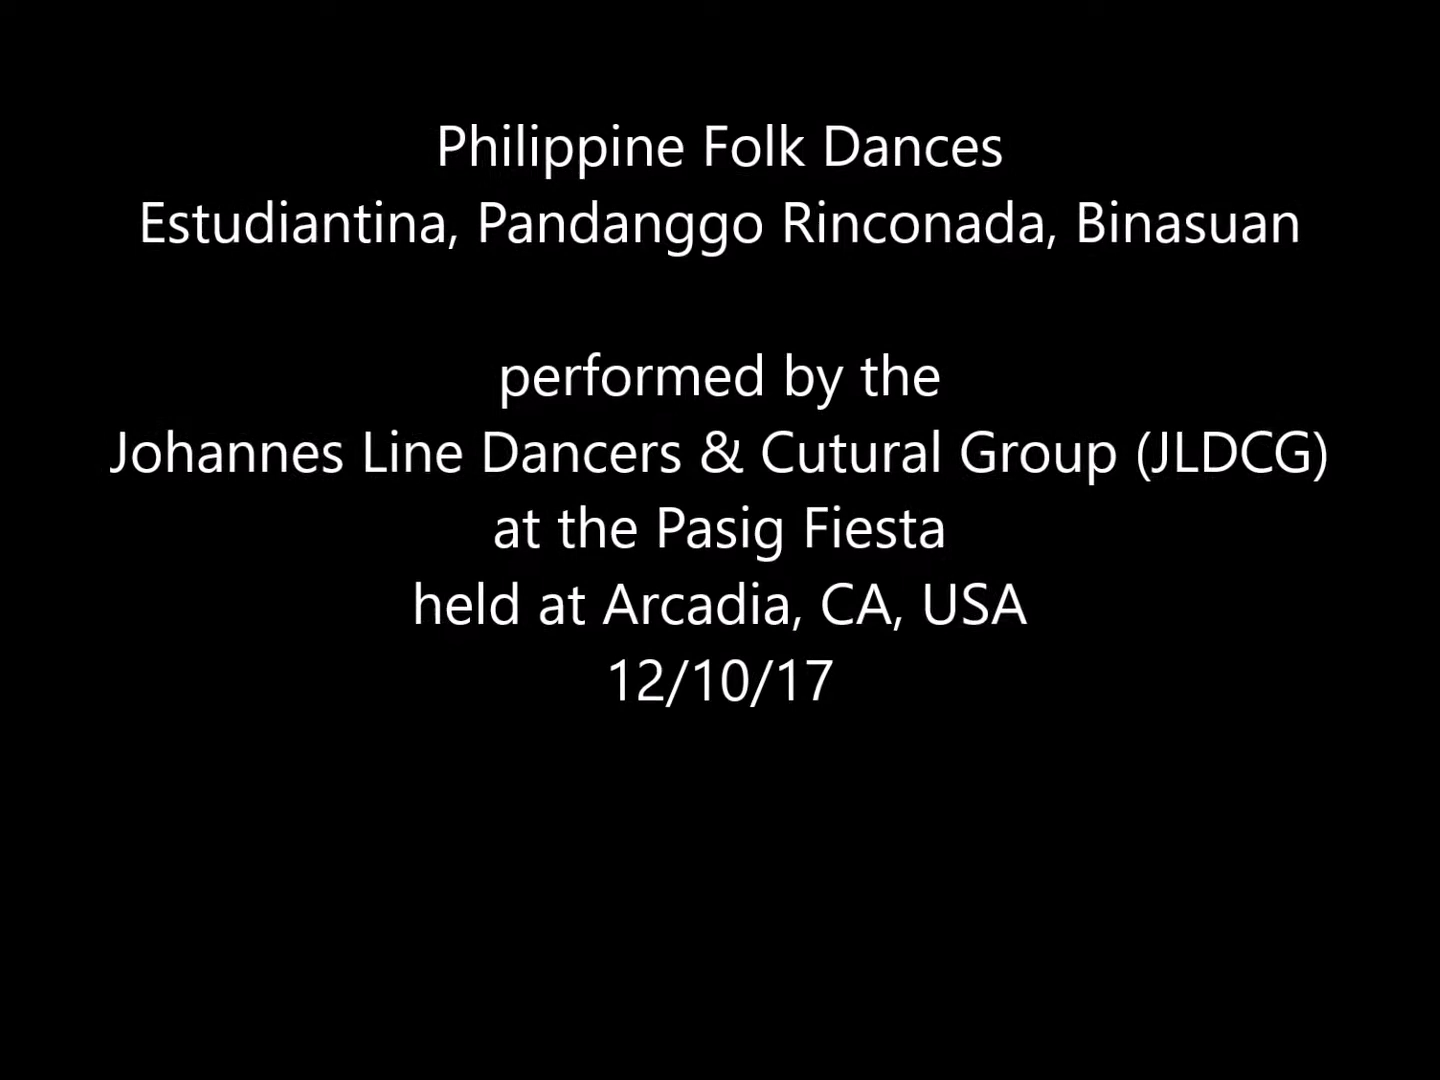 Philippine Folk Dances
Estudiantina, Pandanggo Rinconada, Binasuan
performed by the
Johannes Line Dancers & Cutural Group (JLDCG)
at the Pasig Fiesta
held at Arcadia, CA, USA
12/10/17